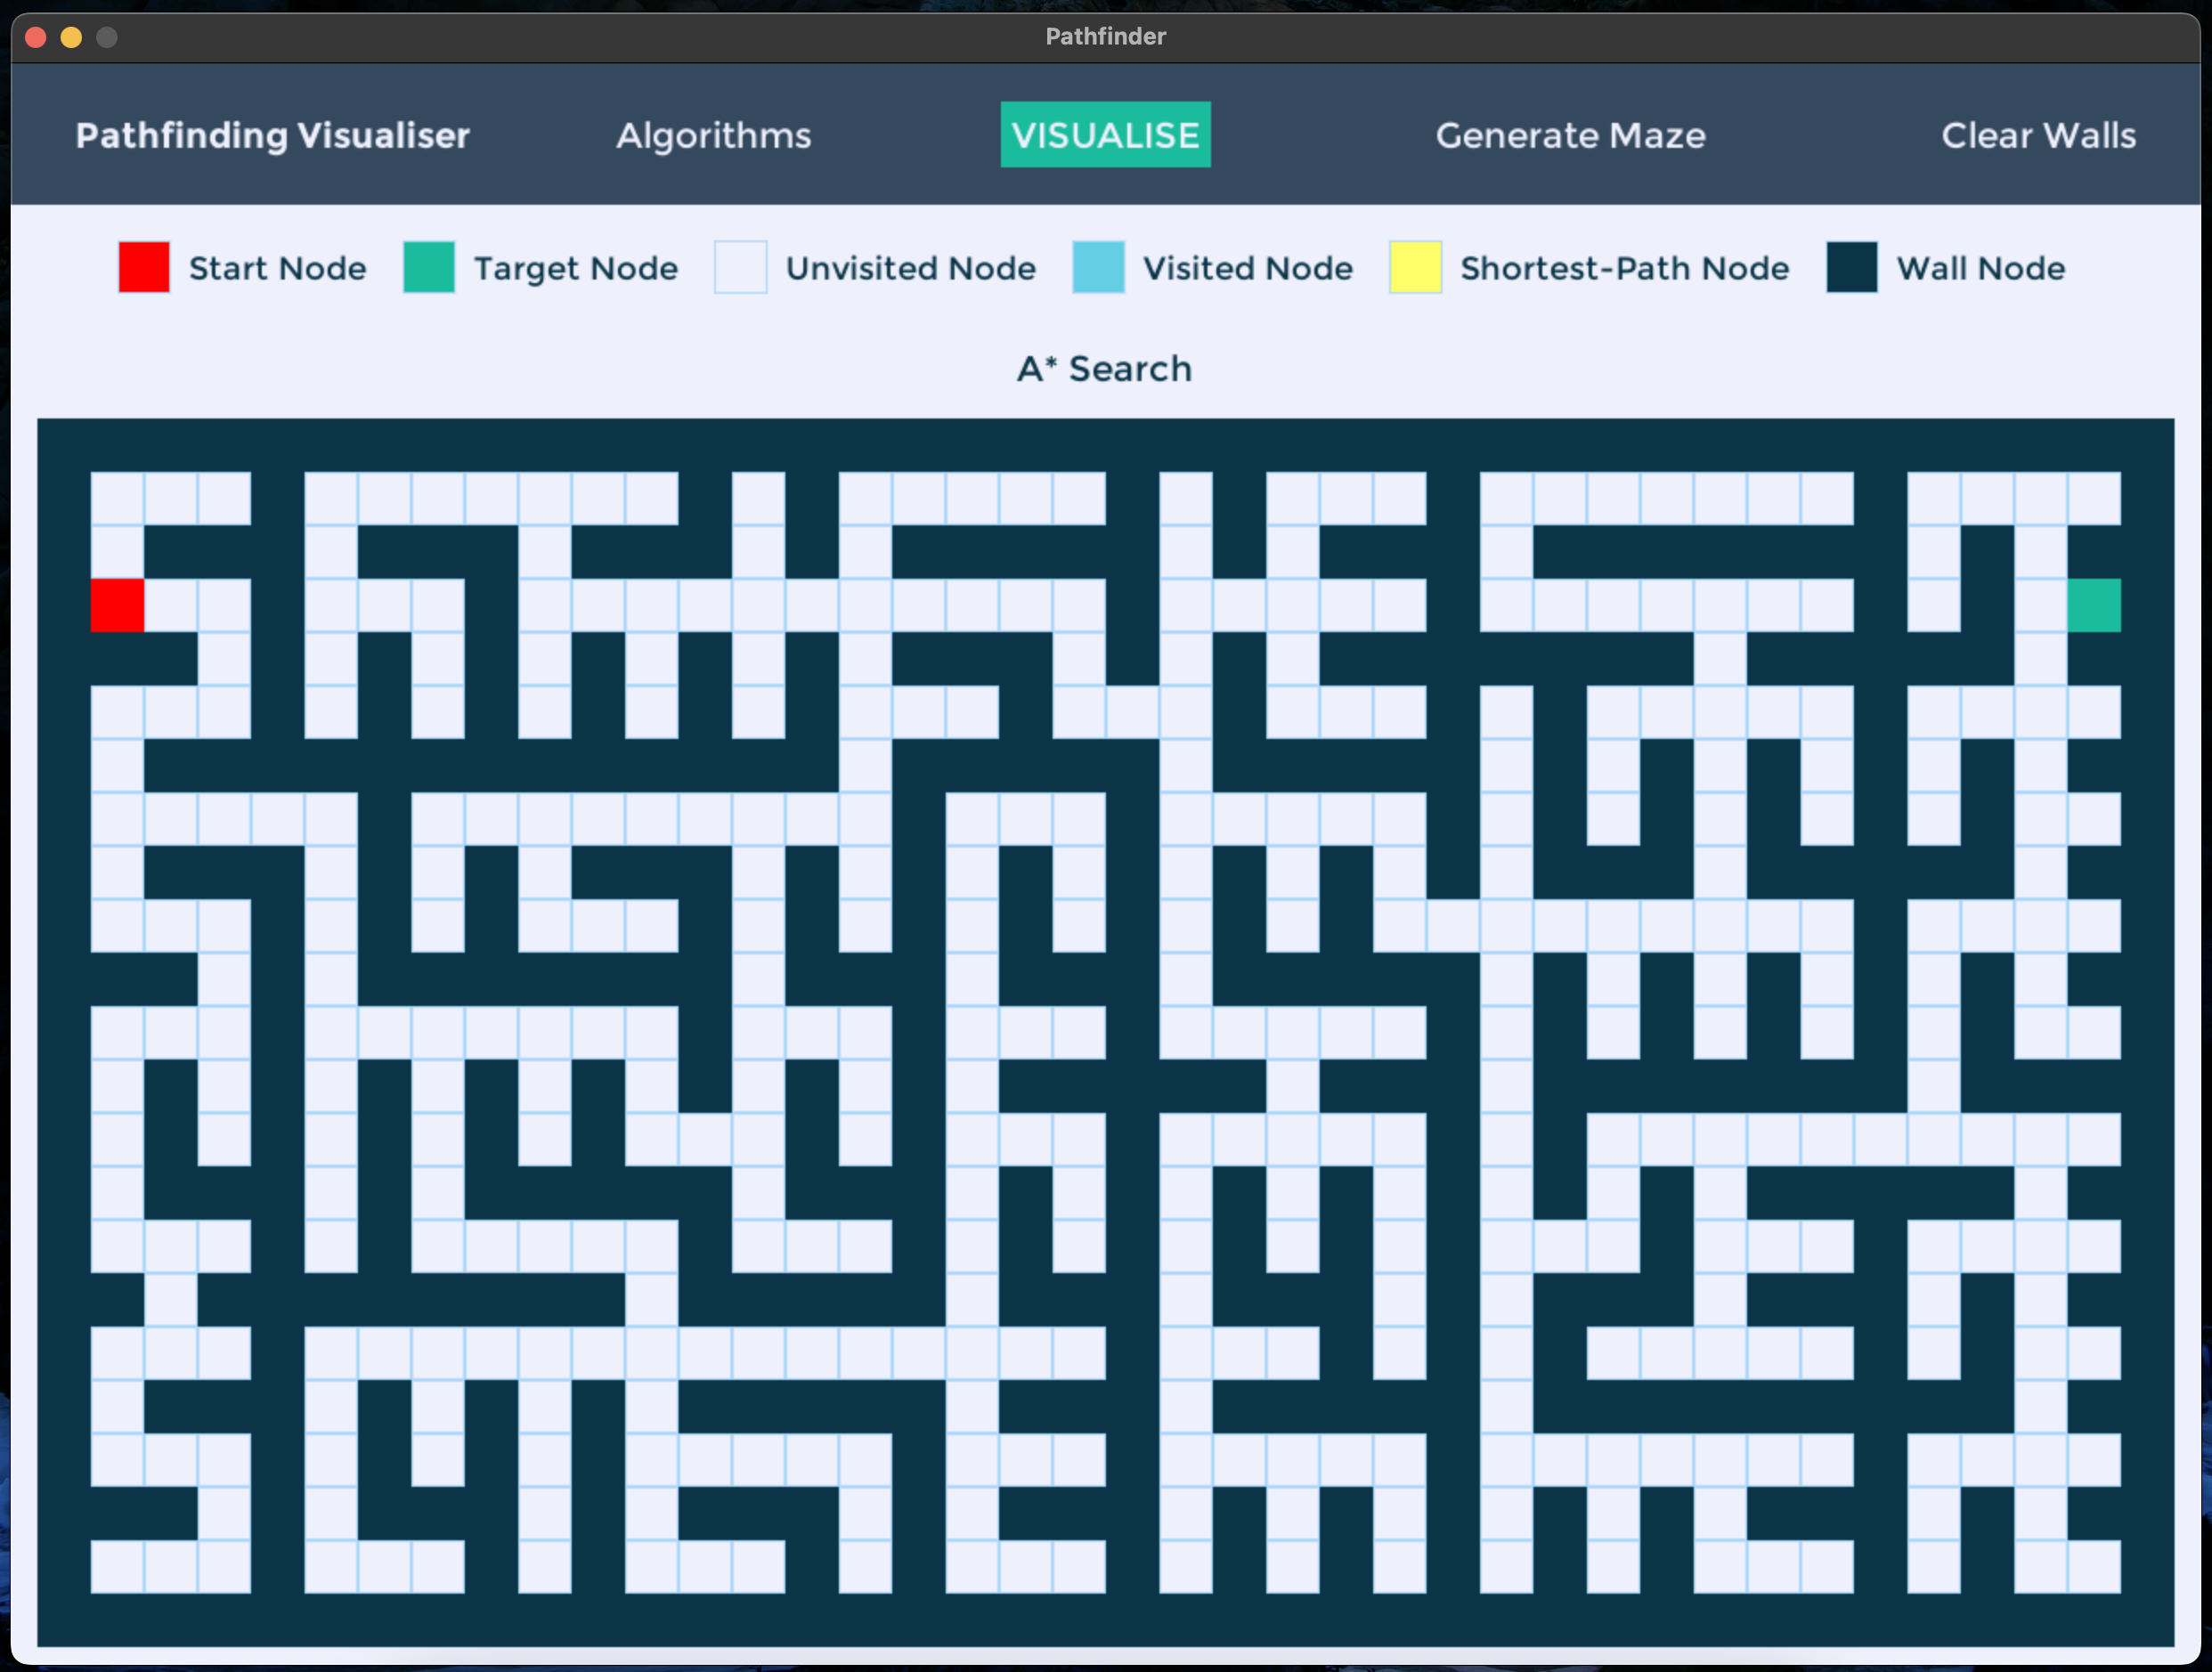 Pathfinder
Pathfinding Visualiser Algorithms VISUALISE Generate Maze Clear Walls
Start Node Target Node Unvisited Node Visited Node Shortest-Path Node Wall Node
A* Search